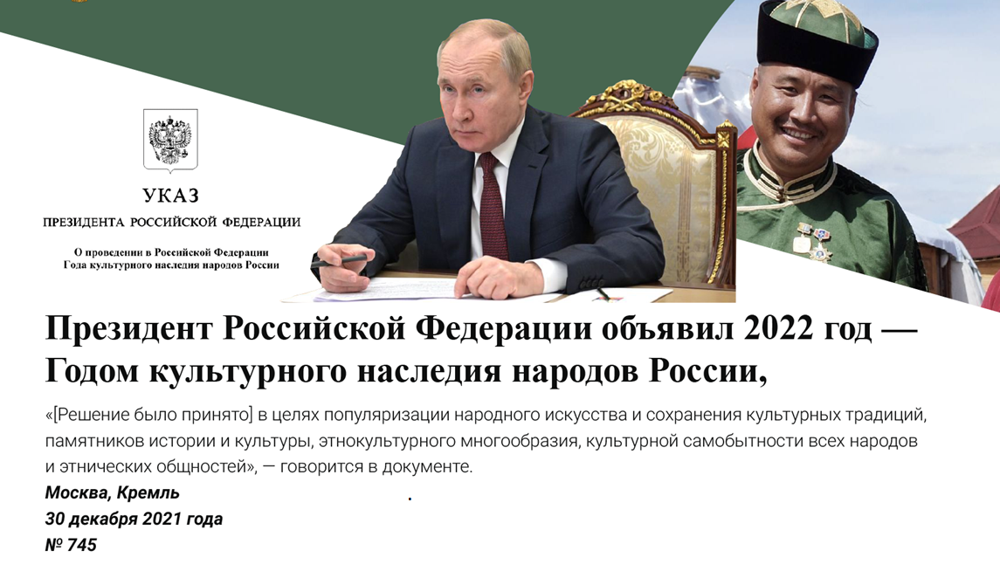 УКАЗ
ПРЕЗИДЕНТА РОССИЙСКОЙ ФЕДЕРАЦИИ
О проведении в Российской Федерации
Года культурного наследия народов России
Президент Российской Федерации объявил 2022 год —
Годом культурного наследия народов России,
«[Решение было принято] в целях популяризации народного искусства и сохранения культурных традиций,
памятников истории и культуры, этнокультурного многообразия, культурной самобытности всех народов
и этнических общностей», — говорится в документе.
Москва, Кремль
.
30 декабря 2021 года
№ 745